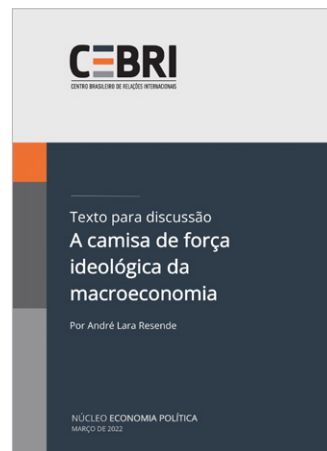 CEBRI
CENTRO BRASILEIRO DE RELAÇÕES INTERNACIONAIS
Texto para discussão
A camisa de força
ideológica da
macroeconomia
Por André Lara Resende
NÚCLEO ECONOMIA POLÍTICA
MARÇO DE 2022